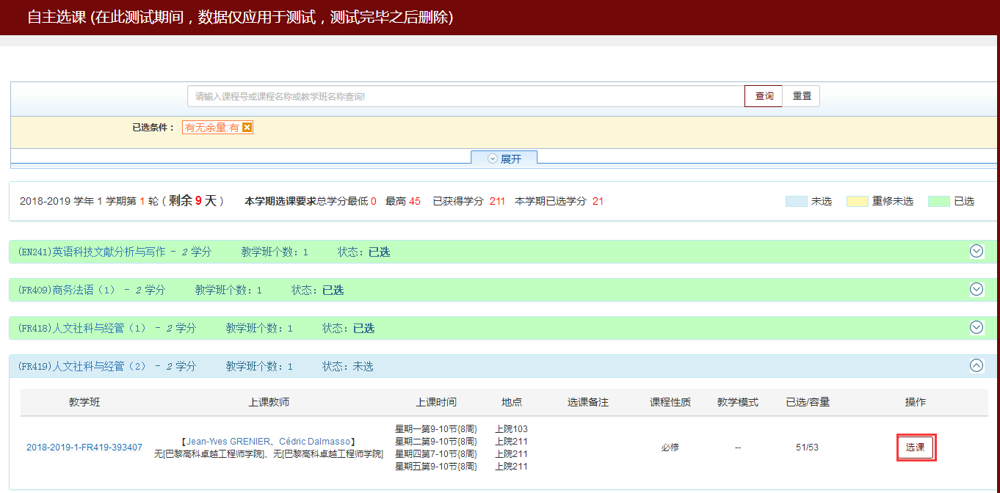 自主选课 (在此测试期间，数据仅应用于测试，测试完毕之后删除)
请输入课程号或课程名称或教学班名称查询! 查询 重置
已选条件： 有无余量:有
展开
2018-2019 学年 1 学期第 1 轮 ( 剩余 9 天 ) 本学期选课要求总学分最低 0 最高 45 已获得学分 211 本学期已选学分 21 未选 重修未选 已选
(EN241)英语科技文献分析与写作 - 2 学分 教学班个数：1 状态：已选
(FR409)商务法语（1） - 2 学分 教学班个数：1 状态：已选
(FR418)人文社科与经管（1） - 2 学分 教学班个数：1 状态：已选
(FR419)人文社科与经管（2） - 2 学分 教学班个数：1 状态：未选
教学班 上课教师 上课时间 地点 选课备注 课程性质 教学模式 已选/容量 操作
星期一第9-10节{8周} 上院103
【Jean-Yves GRENIER、Cédric Dalmasso】 星期二第9-10节{8周} 上院211
2018-2019-1-FR419-393407 必修 -- 51/53 选课
无[巴黎高科卓越工程师学院]、无[巴黎高科卓越工程师学院] 星期四第7-10节{8周} 上院211
星期五第9-10节{8周} 上院211